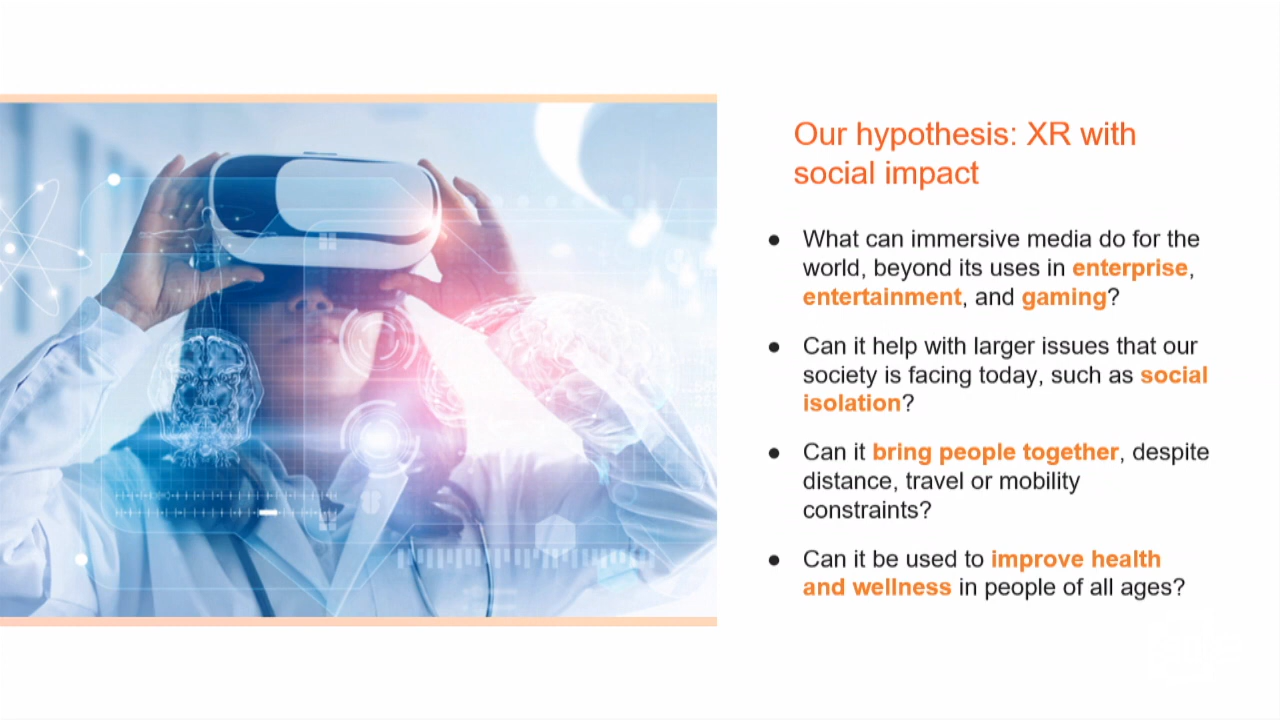 Our hypothesis: XR with
social impact
● What can immersive media do for the
world, beyond its uses in enterprise,
entertainment, and gaming?
● Can it help with larger issues that our
society is facing today, such as social
isolation?
● Can it bring people together, despite
distance, travel or mobility
constraints?
● Can it be used to improve health
and wellness in people of all ages?